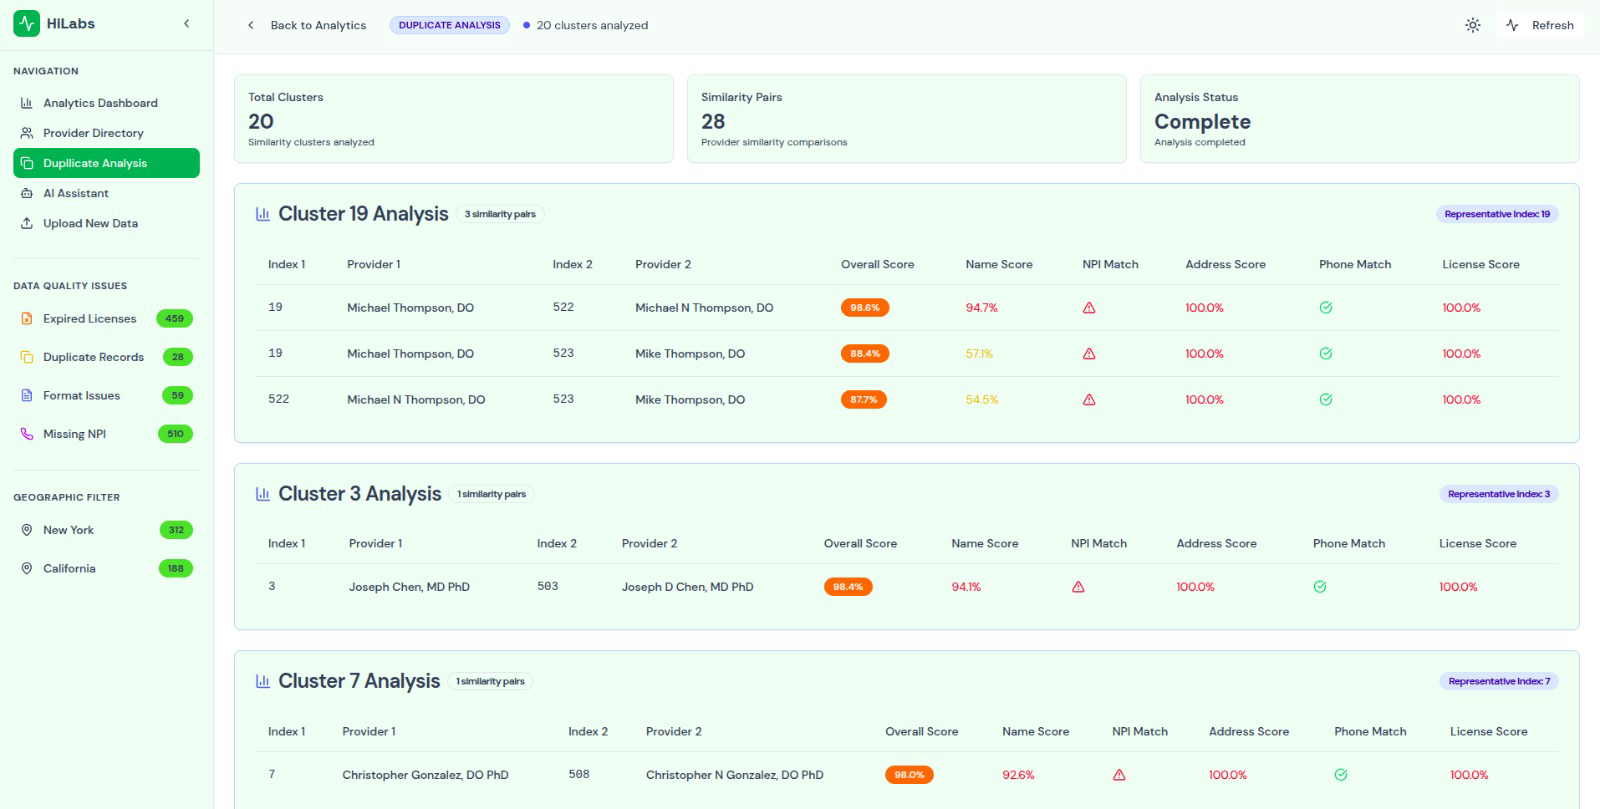 HiLabs
NAVIGATION
Analytics Dashboard
Provider Directory
Dupllicate Analysis
AI Assistant
Upload New Data
DATA QUALITY ISSUES
Expired Licenses 459
Duplicate Records 28
Format Issues 59
Missing NPI 510
GEOGRAPHIC FILTER
New York 312
California 188
Back to Analytics DUPLICATE ANALYSIS 20 clusters analyzed Refresh
Total Clusters
20
Similarity clusters analyzed
Similarity Pairs
28
Provider similarity comparisons
Analysis Status
Complete
Analysis completed
Cluster 19 Analysis 3 similarity pairs Representative Index: 19
Index 1 Provider 1 Index 2 Provider 2 Overall Score Name Score NPI Match Address Score Phone Match License Score
19 Michael Thompson, DO 522 Michael N Thompson, DO 98.6% 94.7% 100.0% 100.0%
19 Michael Thompson, DO 523 Mike Thompson, DO 88.4% 57.1% 100.0% 100.0%
522 Michael N Thompson, DO 523 Mike Thompson, DO 87.7% 54.5% 100.0% 100.0%
Cluster 3 Analysis 1 similarity pairs Representative Index: 3
Index 1 Provider 1 Index 2 Provider 2 Overall Score Name Score NPI Match Address Score Phone Match License Score
3 Joseph Chen, MD PhD 503 Joseph D Chen, MD PhD 98.4% 94.1% 100.0% 100.0%
Cluster 7 Analysis 1 similarity pairs Representative Index: 7
Index 1 Provider 1 Index 2 Provider 2 Overall Score Name Score NPI Match Address Score Phone Match License Score
7 Christopher Gonzalez, DO PhD 508 Christopher N Gonzalez, DO PhD 98.0% 92.6% 100.0% 100.0%